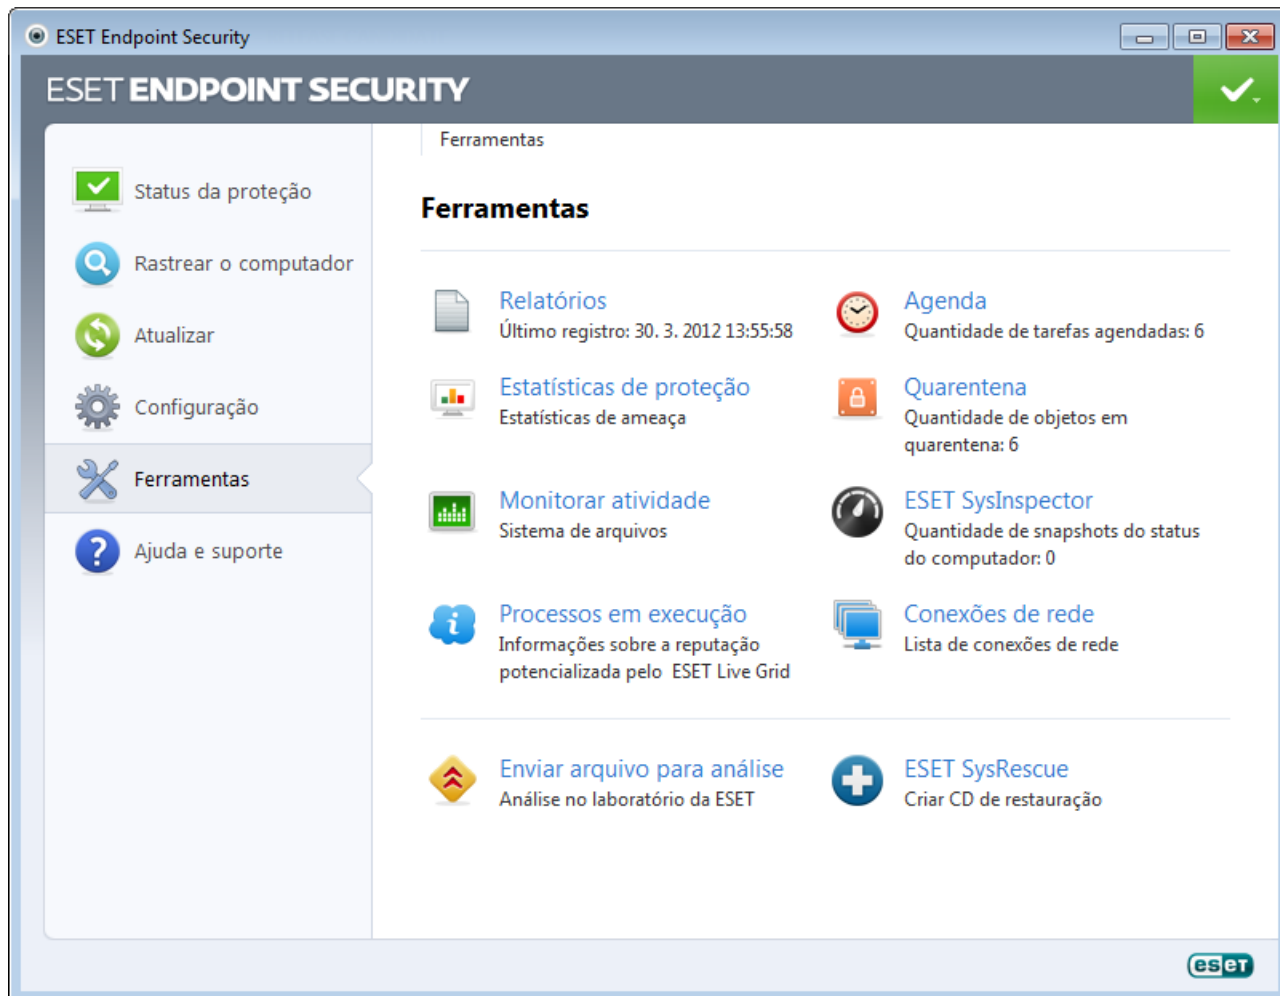 ESET Endpoint Security
ESET ENDPOINT SECURITY
Status da proteção
Rastrear o computador
Atualizar
Configuração
Ferramentas
Ajuda e suporte
Ferramentas
Ferramentas
Relatórios
Último registro: 30. 3. 2012 13:55:58
Agenda
Quantidade de tarefas agendadas: 6
Estatísticas de proteção
Estatísticas de ameaça
Quarentena
Quantidade de objetos em
quarentena: 6
Monitorar atividade
Sistema de arquivos
ESET SysInspector
Quantidade de snapshots do status
do computador: 0
Processos em execução
Informações sobre a reputação
potencializada pelo ESET Live Grid
Conexões de rede
Lista de conexões de rede
Enviar arquivo para análise
Análise no laboratório da ESET
ESET SysRescue
Criar CD de restauração
eset